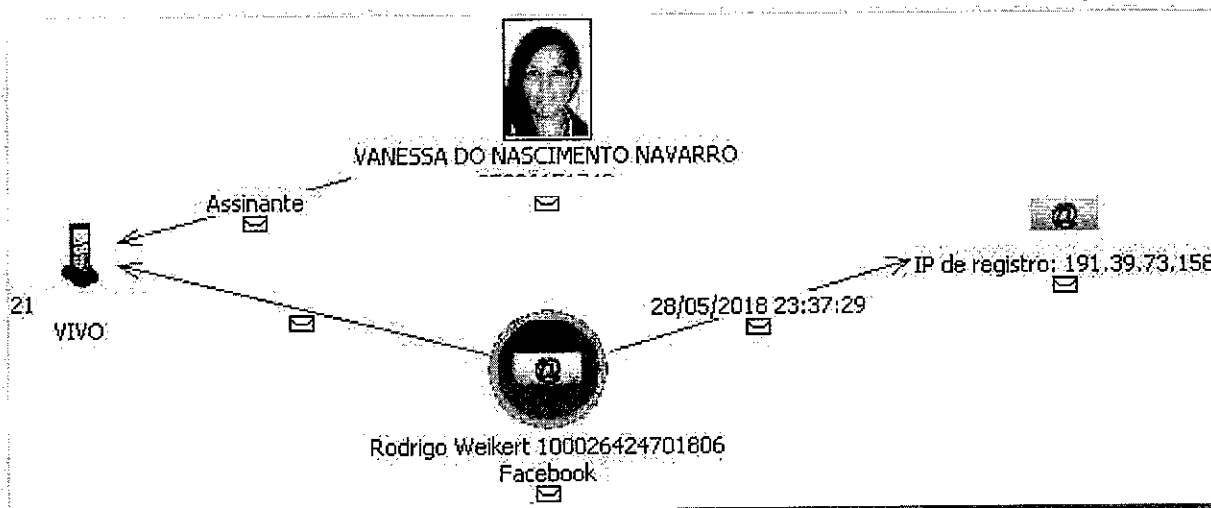 VANESSA DO NASCIMENTO NAVARRO
Assinante
21
VIVO
IP de registro: 191.39.73.158
28/05/2018 23:37:29
@
@
Rodrigo Weikert 100026424701806
Facebook